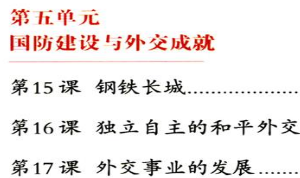 第五单元
国防建设与外交成就
第15课 钢铁长城..................
第16课 独立自主的和平外交
第17课 外交事业的发展.......